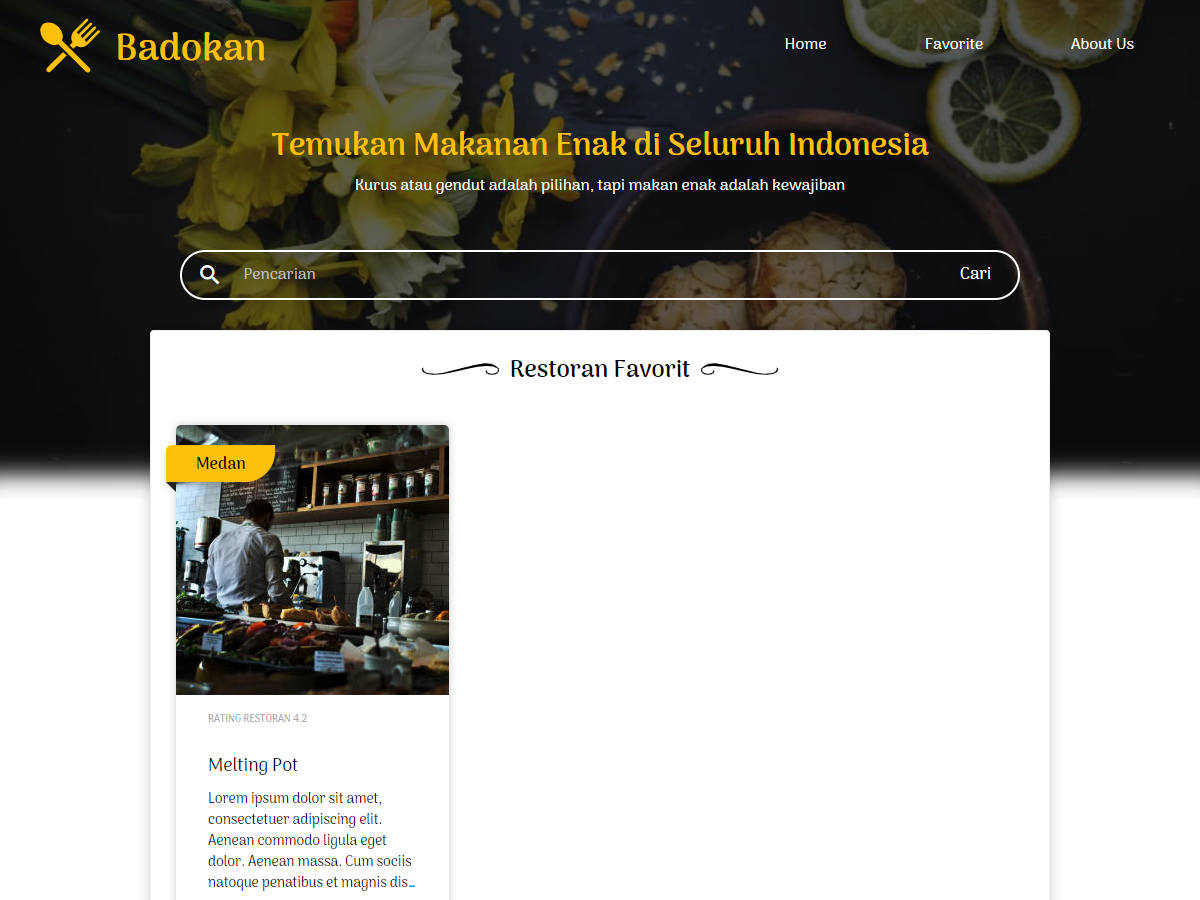 Badokan
Home
Favorite
About Us
Temukan Makanan Enak di Seluruh Indonesia
Kurus atau gendut adalah pilihan, tapi makan enak adalah kewajiban
Pencarian
Cari
Restoran Favorit
Medan
RATING RESTORAN 4.2
Melting Pot
Lorem ipsum dolor sit amet,
consectetuer adipiscing elit.
Aenean commodo ligula eget
dolor. Aenean massa. Cum sociis
natoque penatibus et magnis dis...